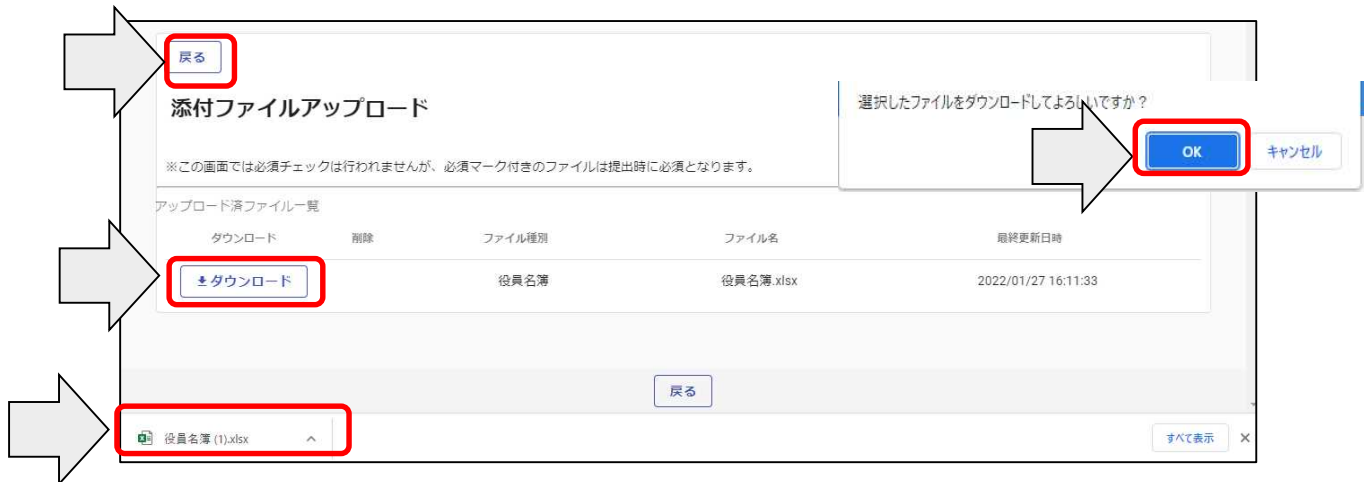 戻る
添付ファイルアップロード
選択したファイルをダウンロードしてよろしいですか？
OK
キャンセル
※この画面では必須チェックは行われませんが、必須マーク付きのファイルは提出時に必須となります。
アップロード済ファイル一覧
ダウンロード 削除 ファイル種別 ファイル名 最終更新日時
ダウンロード 役員名簿 役員名簿.xlsx 2022/01/27 16:11:33
戻る
役員名簿 (1).xlsx
すべて表示